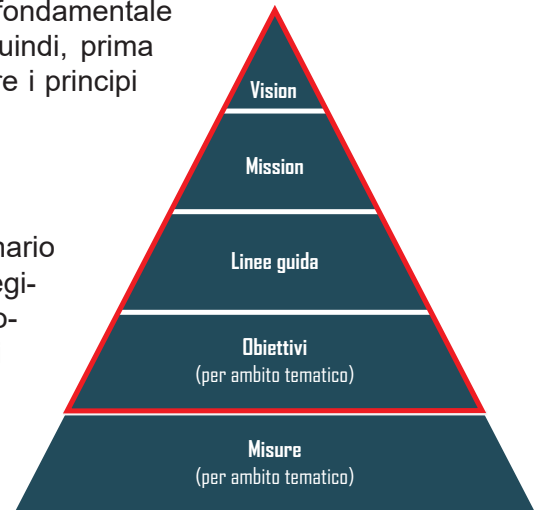 fondamentale
uindi, prima
re i principi
nario
egi-
o-
Vision
Mission
Linee guida
Obiettivi
(per ambito tematico)
Misure
(per ambito tematico)